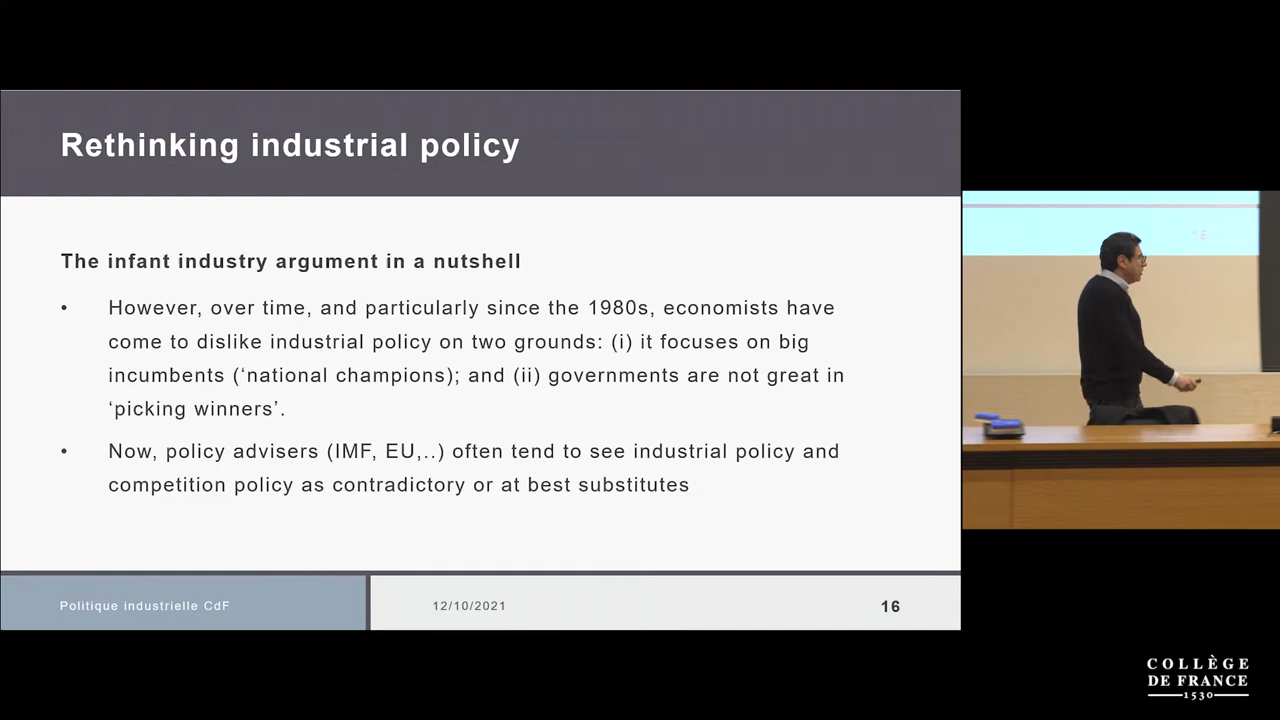 Rethinking industrial policy
The infant industry argument in a nutshell
• However, over time, and particularly since the 1980s, economists have
come to dislike industrial policy on two grounds: (i) it focuses on big
incumbents (‘national champions); and (ii) governments are not great in
‘picking winners’.
• Now, policy advisers (IMF, EU,..) often tend to see industrial policy and
competition policy as contradictory or at best substitutes
Politique industrielle CdF
12/10/2021
16
COLLÈGE
DE FRANCE
1530